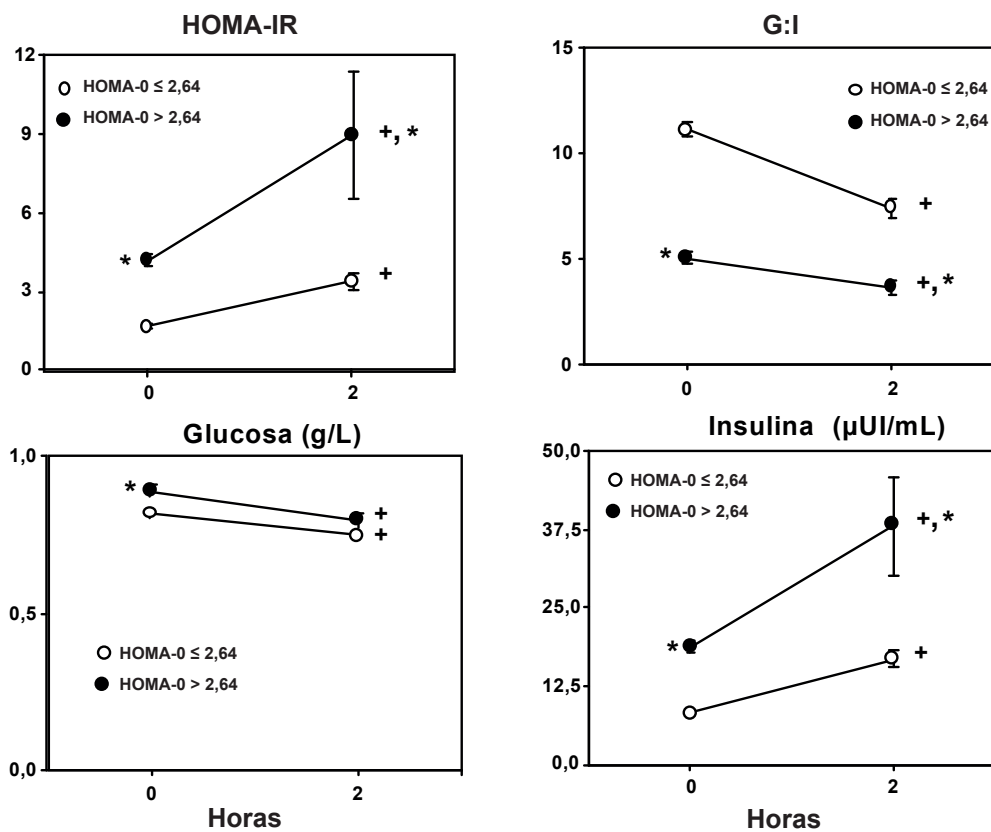 HOMA-IR
12
9
6
3
0
HOMA-0 ≤ 2,64
HOMA-0 > 2,64
+, *
*
+
0
2
G:I
15
10
5
0
HOMA-0 ≤ 2,64
HOMA-0 > 2,64
+
*
+, *
0
2
Glucosa (g/L)
1,0
0,5
0,0
*
+
+
HOMA-0 ≤ 2,64
HOMA-0 > 2,64
0
2
Horas
Insulina (µUI/mL)
50,0
37,5
25,0
12,5
0,0
HOMA-0 ≤ 2,64
HOMA-0 > 2,64
+, *
*
+
0
2
Horas